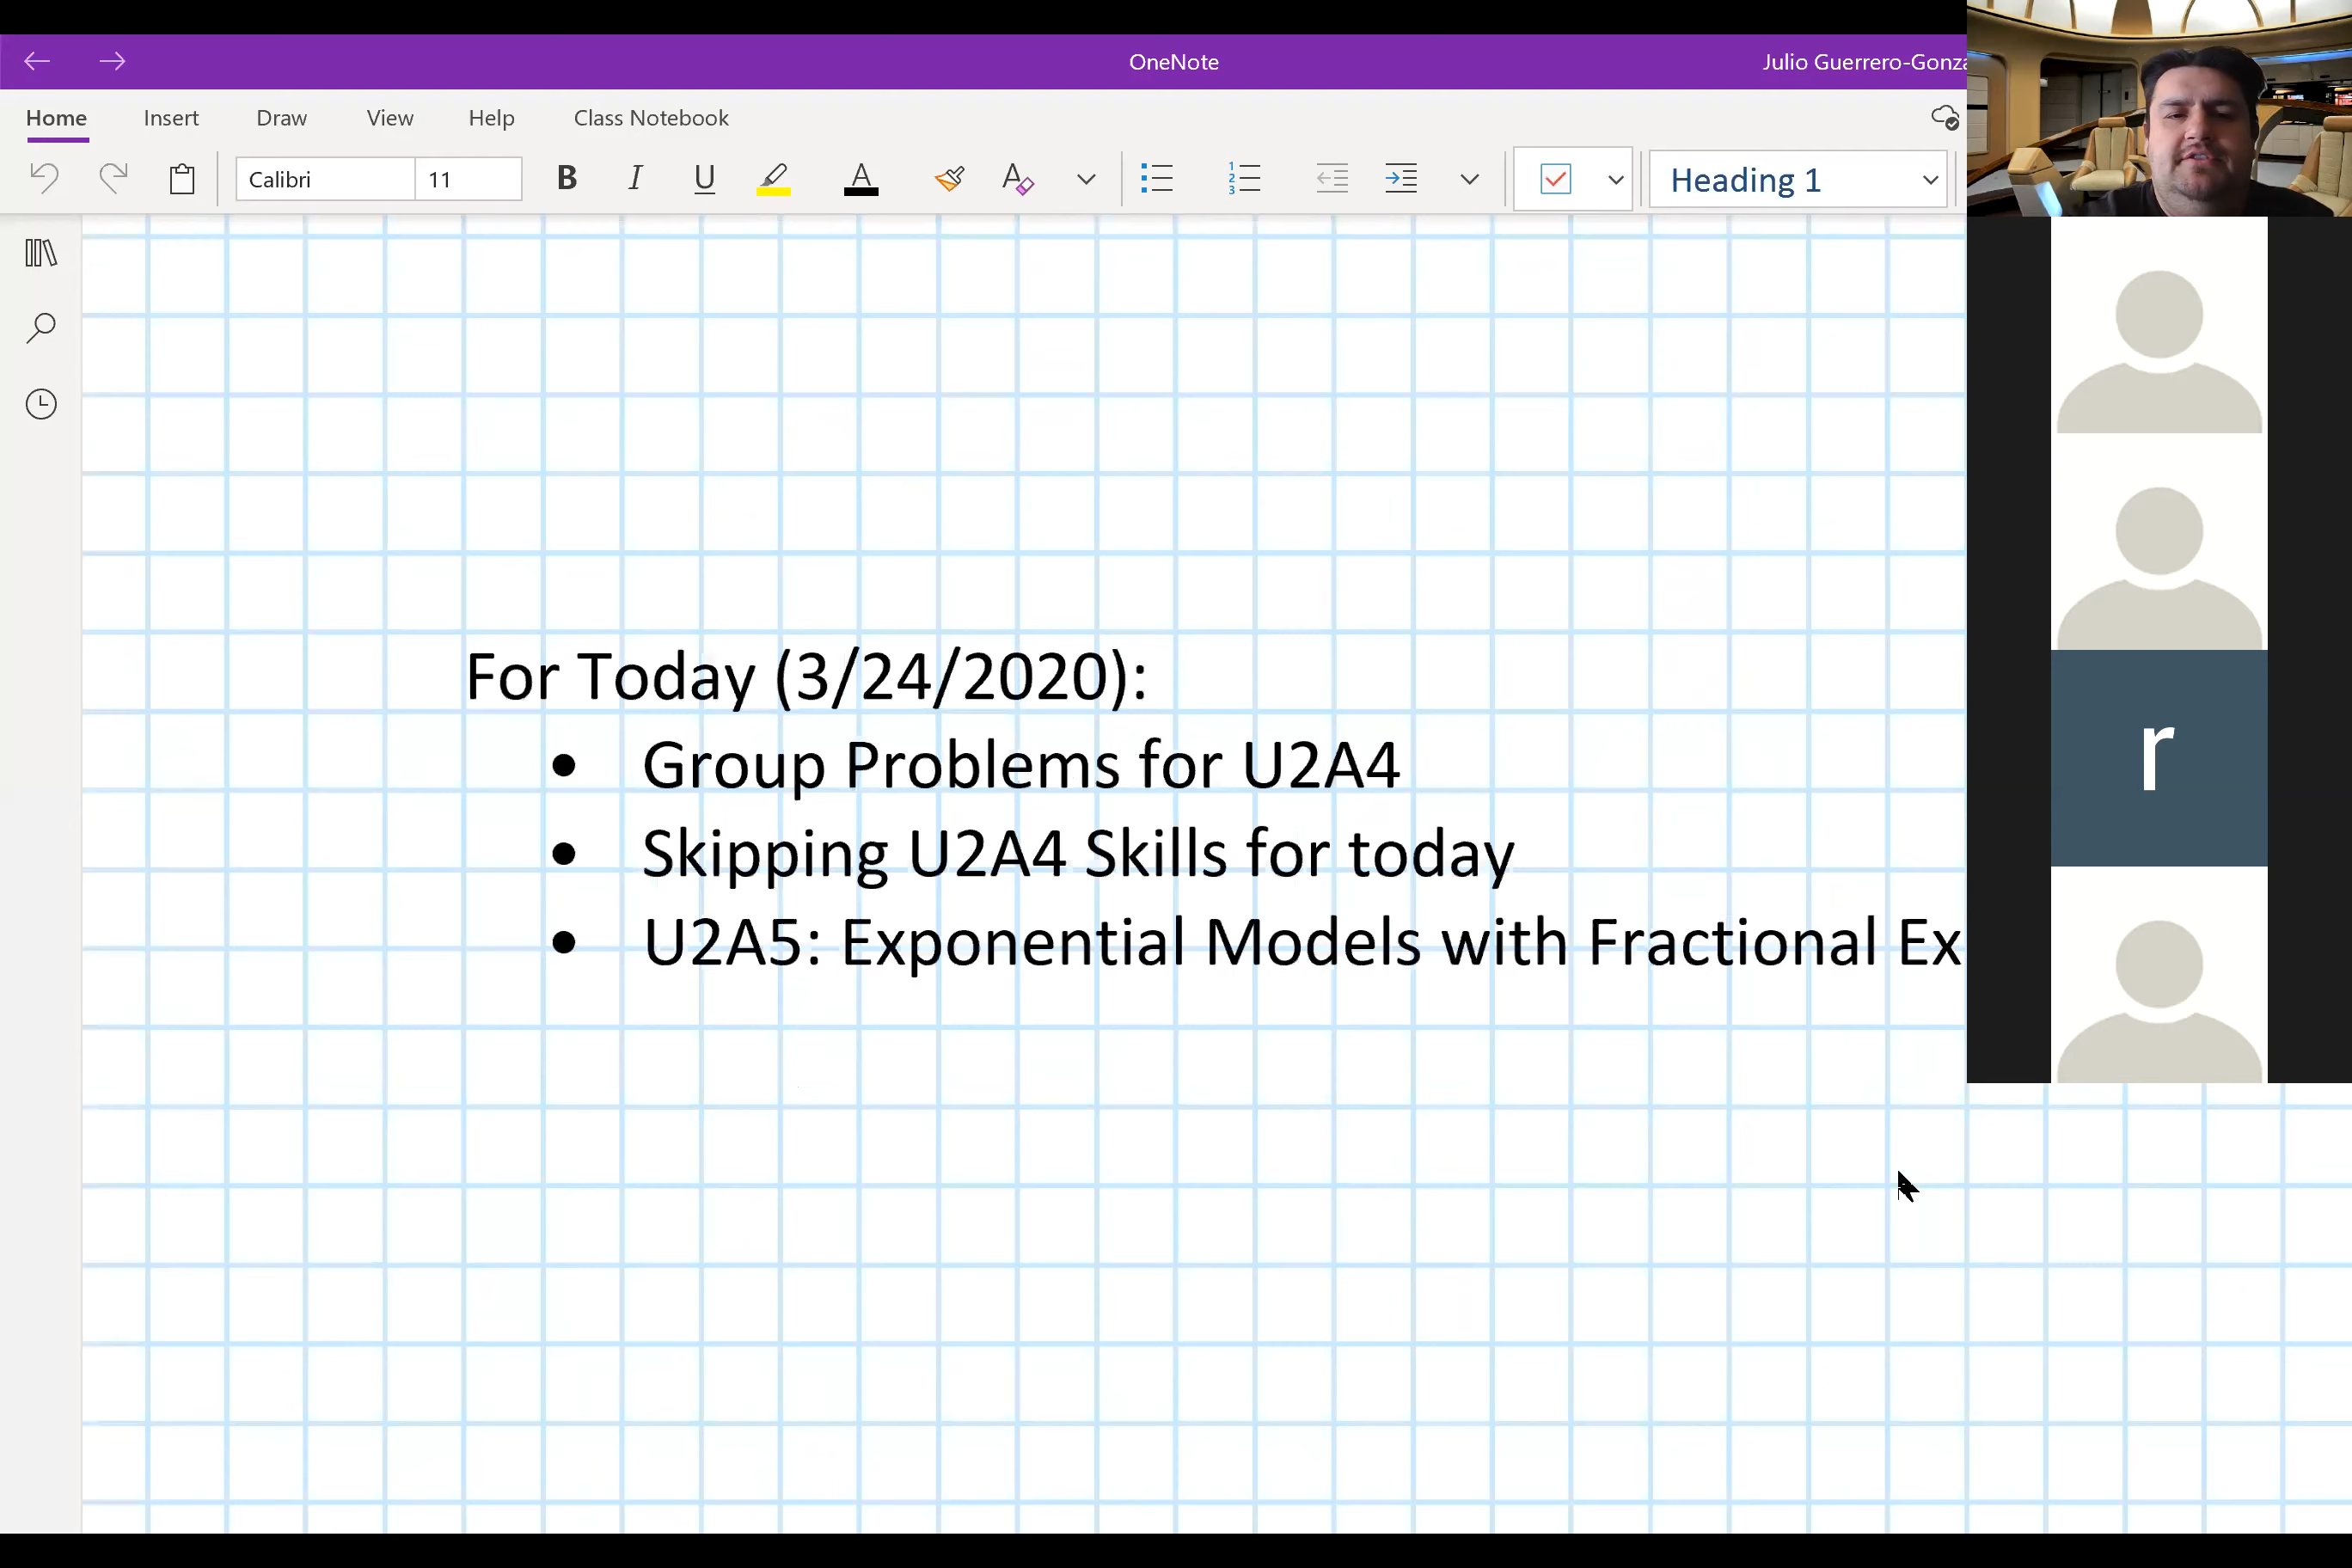 OneNote
Julio Guerrero-Gonza
Home Insert Draw View Help Class Notebook
Calibri 11 B I U A A Heading 1
For Today (3/24/2020):
• Group Problems for U2A4
• Skipping U2A4 Skills for today
• U2A5: Exponential Models with Fractional Ex
r